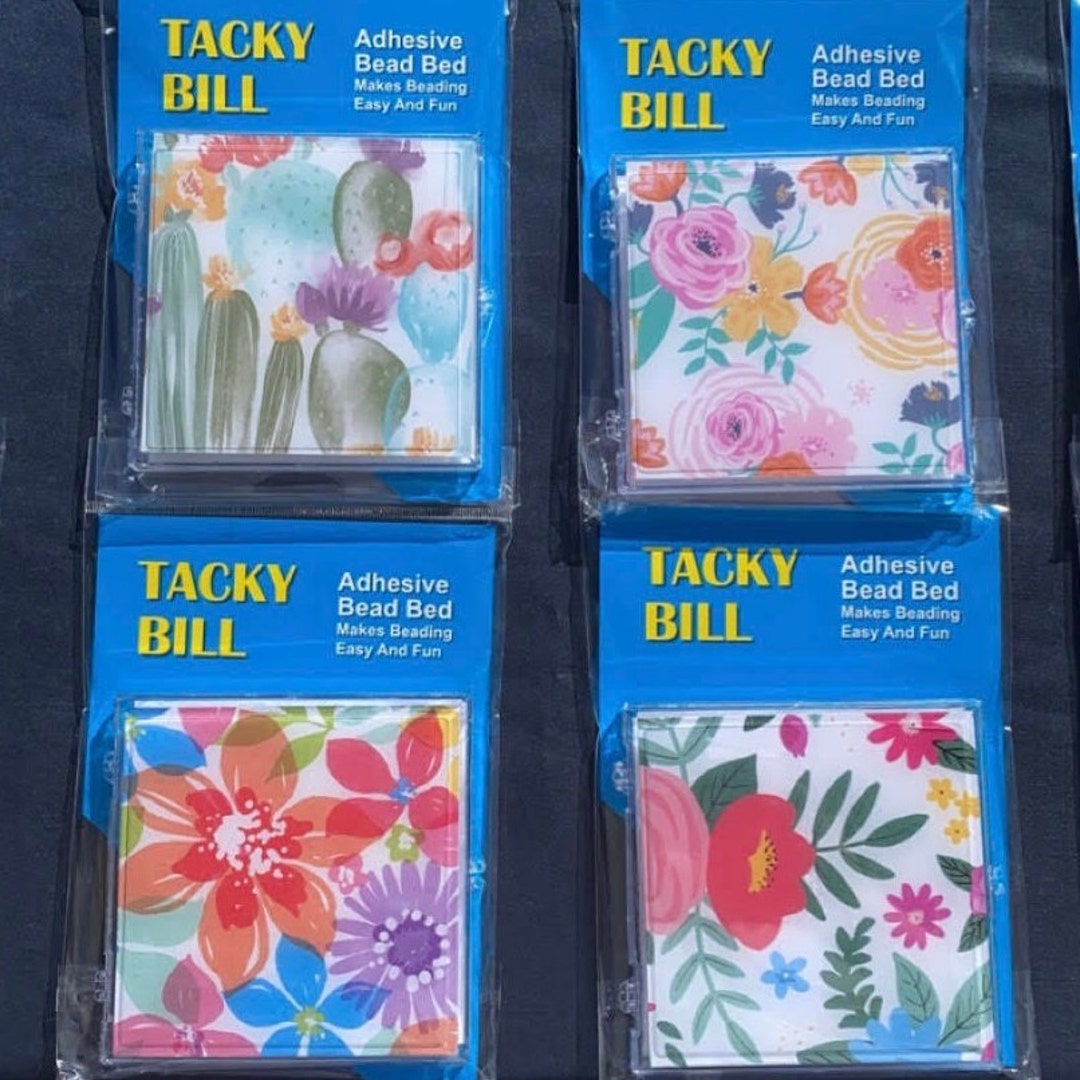 TACKY
BILL
Adhesive
Bead Bed
Makes Beading
Easy And Fun
TACKY
BILL
Adhesive
Bead Bed
Makes Beading
Easy And Fun
TACKY
BILL
Adhesive
Bead Bed
Makes Beading
Easy And Fun
TACKY
BILL
Adhesive
Bead Bed
Makes Beading
Easy And Fun